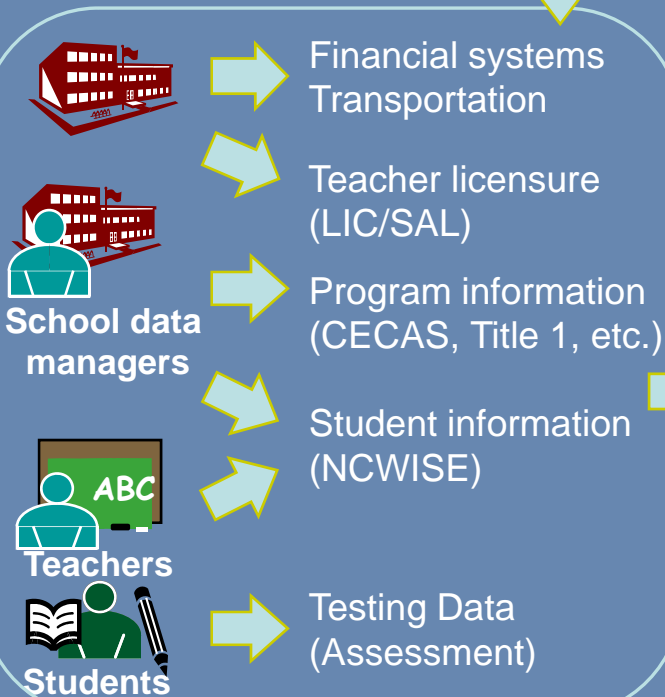 Financial systems
Transportation
Teacher licensure
(LIC/SAL)
School data
managers
Program information
(CECAS, Title 1, etc.)
Student information
(NCWISE)
ABC
Teachers
Testing Data
(Assessment)
Students